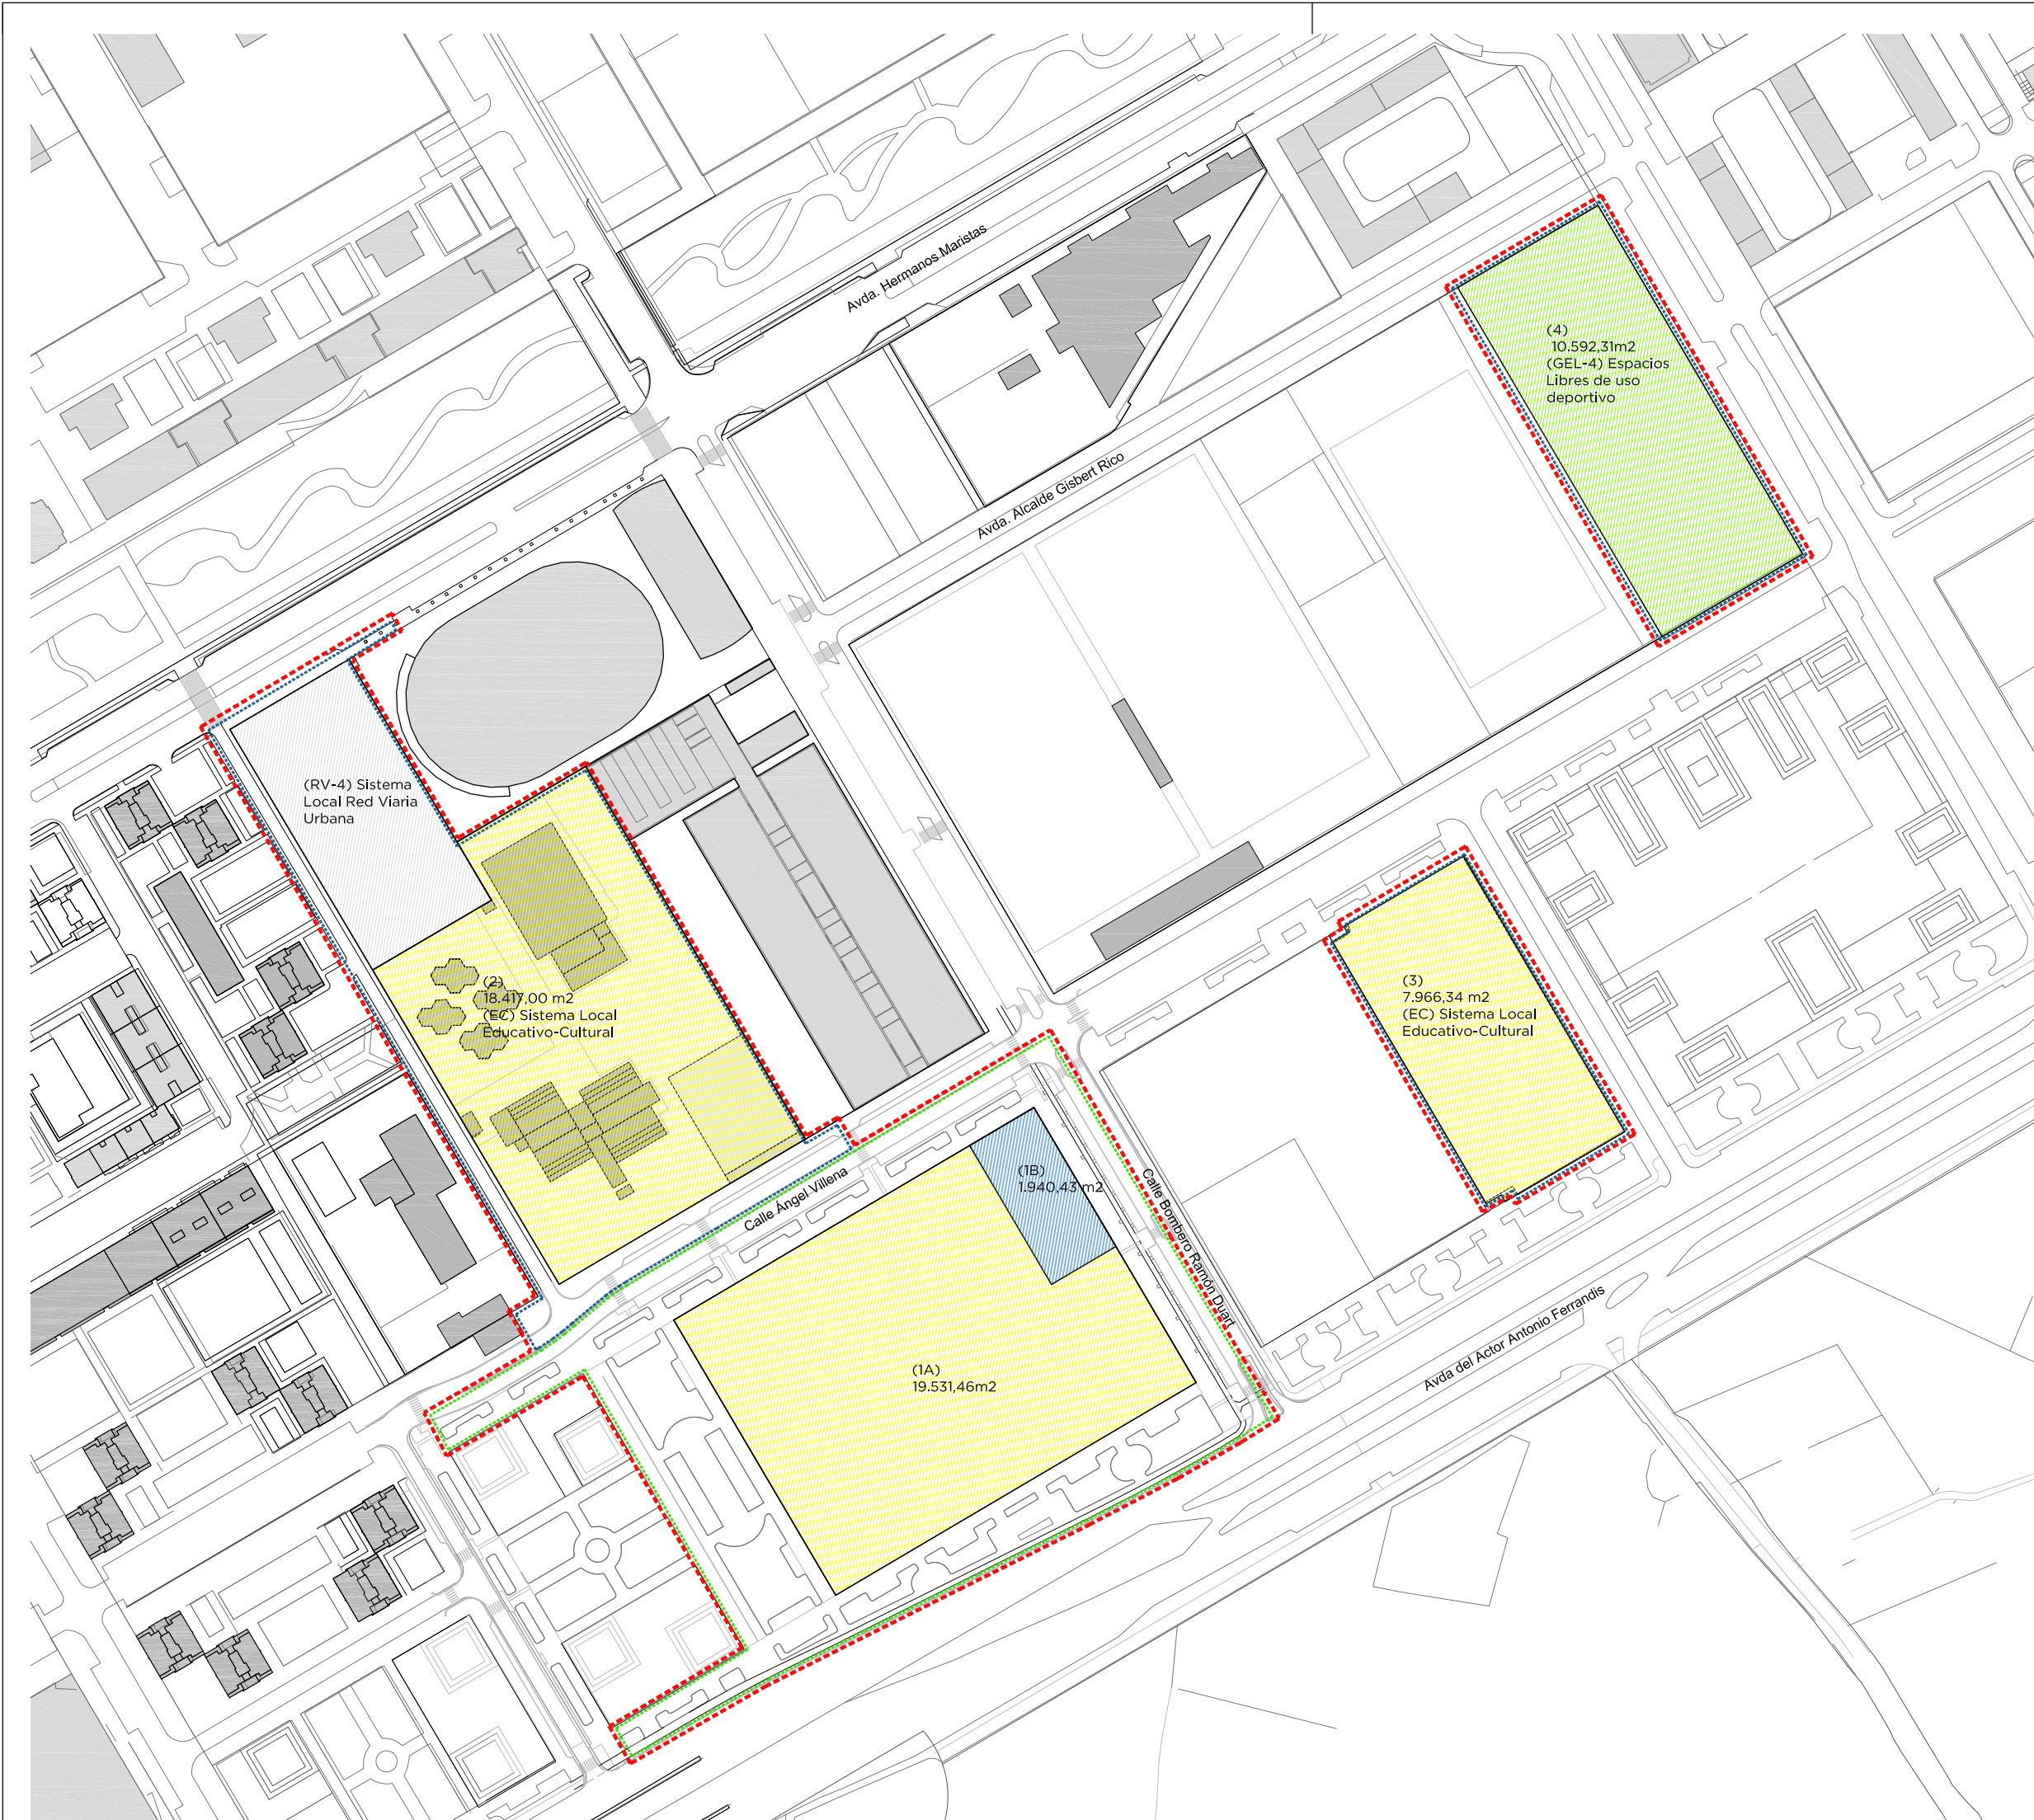 Avda. Hermanos Maristas
(4)
10.592,31m2
(GEL-4) Espacios
Libres de uso
deportivo
Avda. Alcalde Gisbert Rico
(RV-4) Sistema
Local Red Viaria
Urbana
(2)
18.417,00 m2
(EC) Sistema Local
Educativo-Cultural
(3)
7.966,34 m2
(EC) Sistema Local
Educativo-Cultural
(1B)
1.940,43 m2
Calle Ángel Villena
Calle Bombero Ramón Duart
(1A)
19.531,46m2
Avda del Actor Antonio Ferrandis